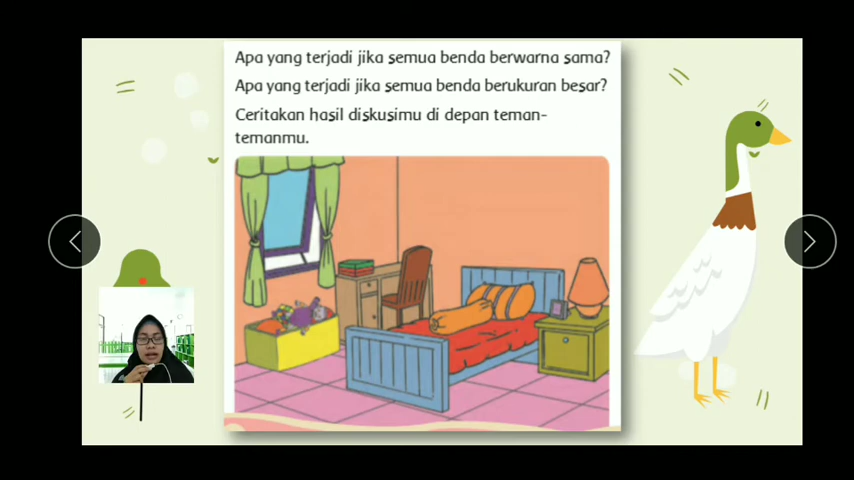 Apa yang terjadi jika semua benda berwarna sama?
Apa yang terjadi jika semua benda berukuran besar?
Ceritakan hasil diskusimu di depan teman-
temanmu.